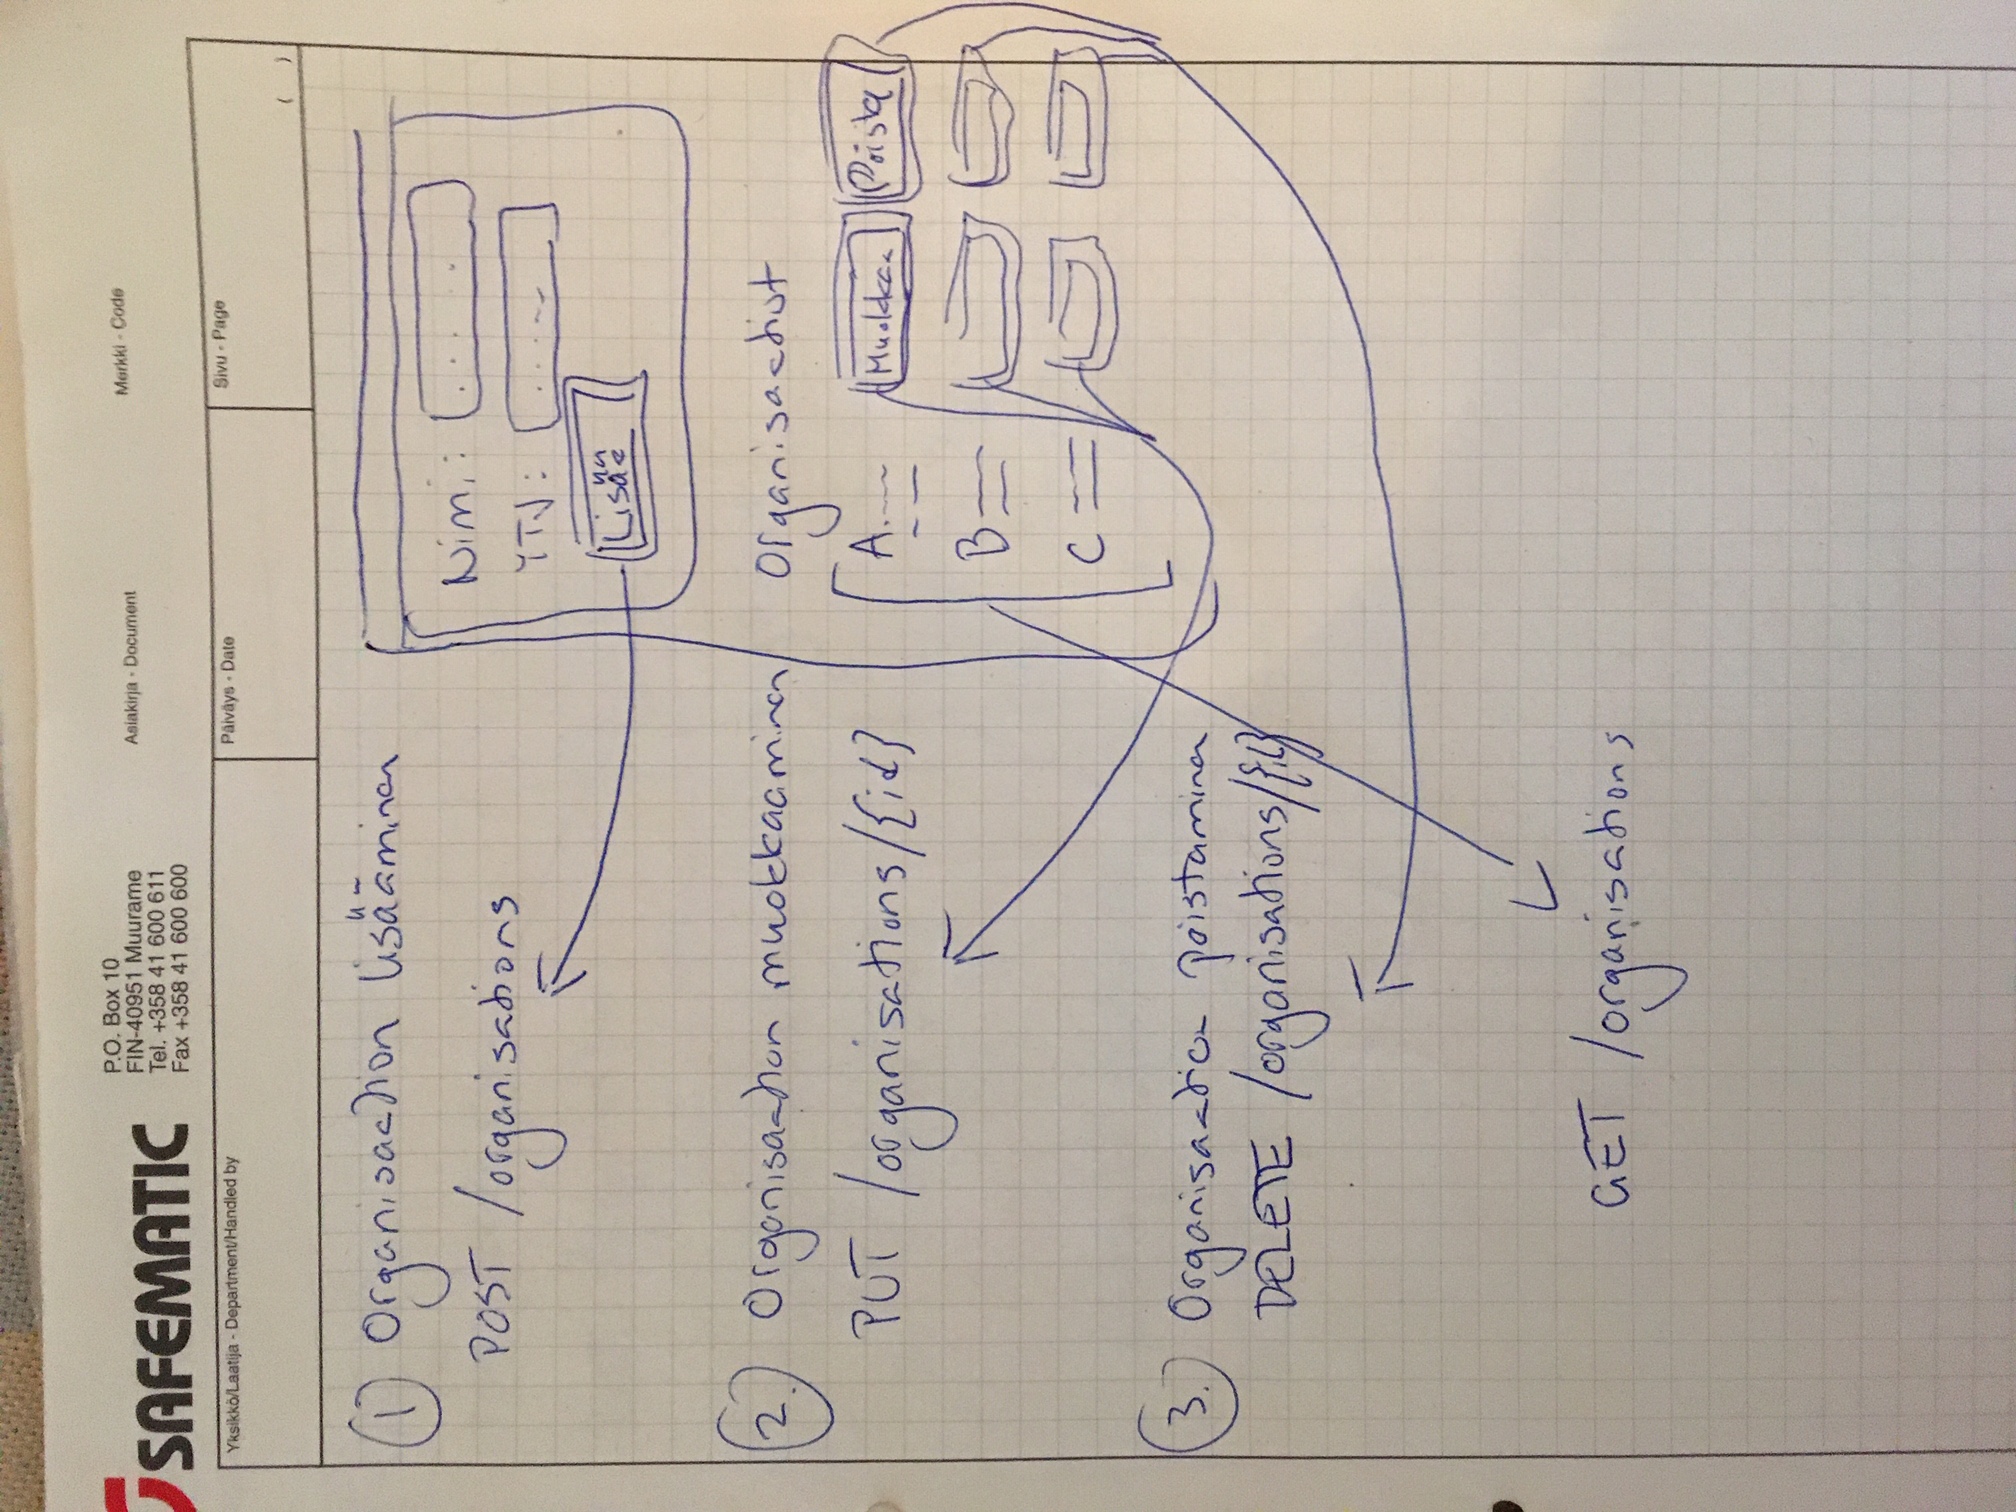 SAFEMATIC
P.O. Box 10
FIN-40951 Muurame
Tel. +358 41 600 611
Fax +358 41 600 600
Asiakirja - Document
Merkki - Code
Yksikkö/Laatija - Department/Handled by
Päiväys - Date
Sivu - Page
( )
1 Organisaation lisääminen
POST /organisations
Nimi:
YTJ:
Lisää
2. Organisaation muokkaaminen
PUT /organisations/{id}
Organisaatiot
A. Muokkaa Poista
B
C
3. Organisaation poistaminen
DELETE /organisations/{id}
GET /organisations